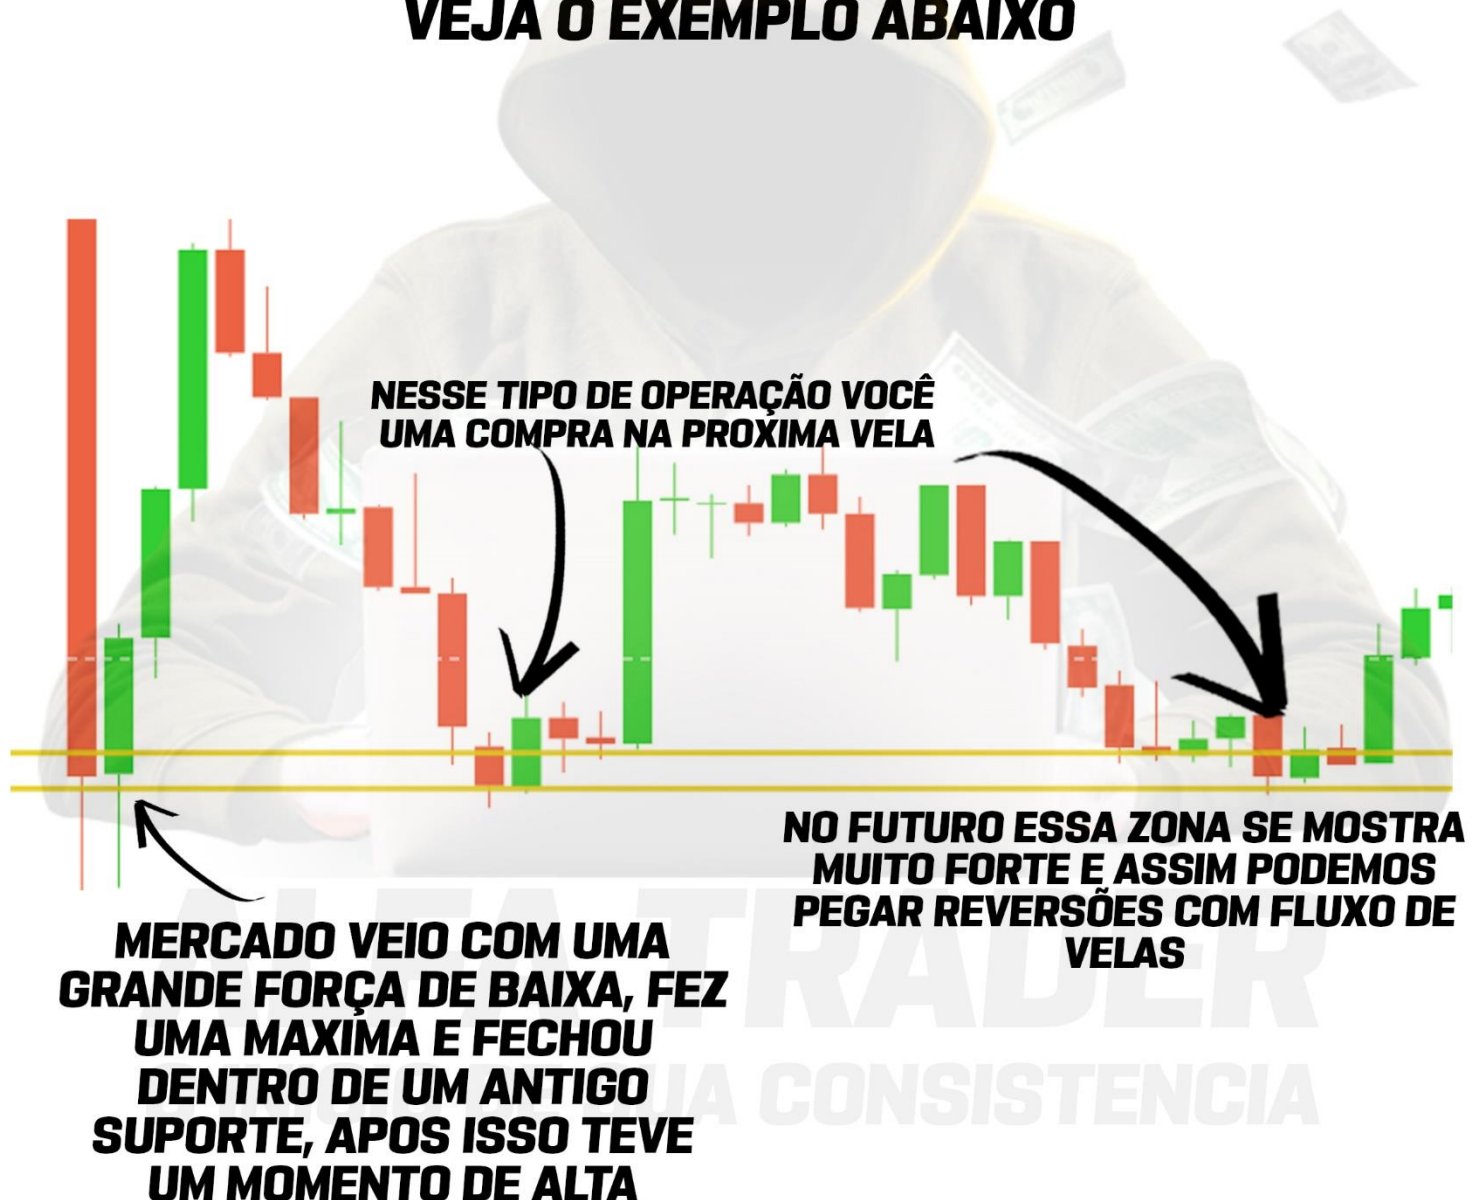 VEJA O EXEMPLO ABAIXO
NESSE TIPO DE OPERAÇÃO VOCÊ
UMA COMPRA NA PROXIMA VELA
NO FUTURO ESSA ZONA SE MOSTRA
MUITO FORTE E ASSIM PODEMOS
PEGAR REVERSÕES COM FLUXO DE
VELAS
MERCADO VEIO COM UMA
GRANDE FORÇA DE BAIXA, FEZ
UMA MAXIMA E FECHOU
DENTRO DE UM ANTIGO
SUPORTE, APOS ISSO TEVE
UM MOMENTO DE ALTA
ALFA TRADER
SUA CONSISTENCIA